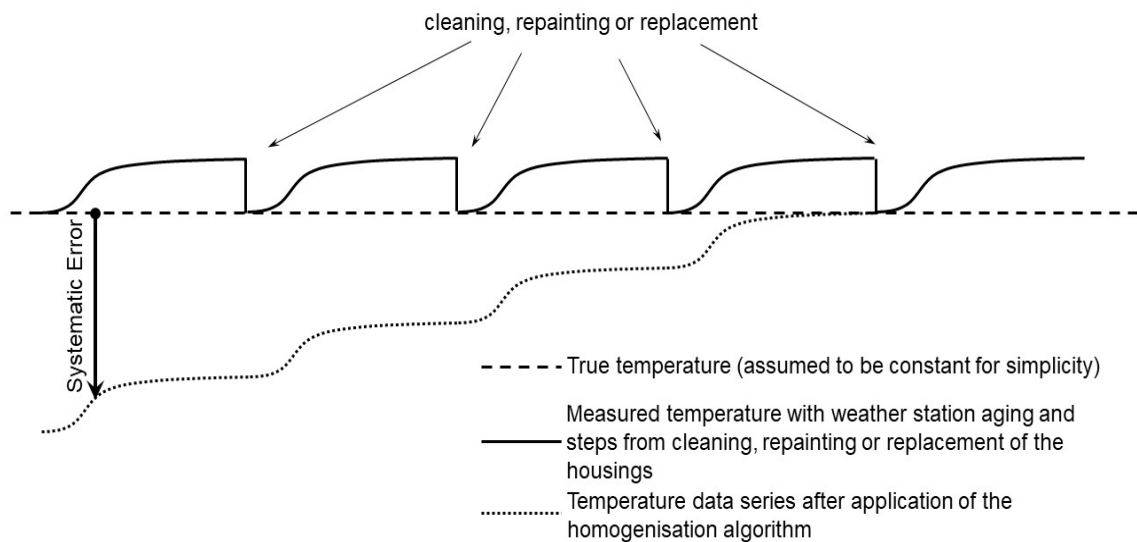 cleaning, repainting or replacement
Systematic Error
True temperature (assumed to be constant for simplicity)
Measured temperature with weather station aging and
steps from cleaning, repainting or replacement of the
housings
Temperature data series after application of the
homogenisation algorithm